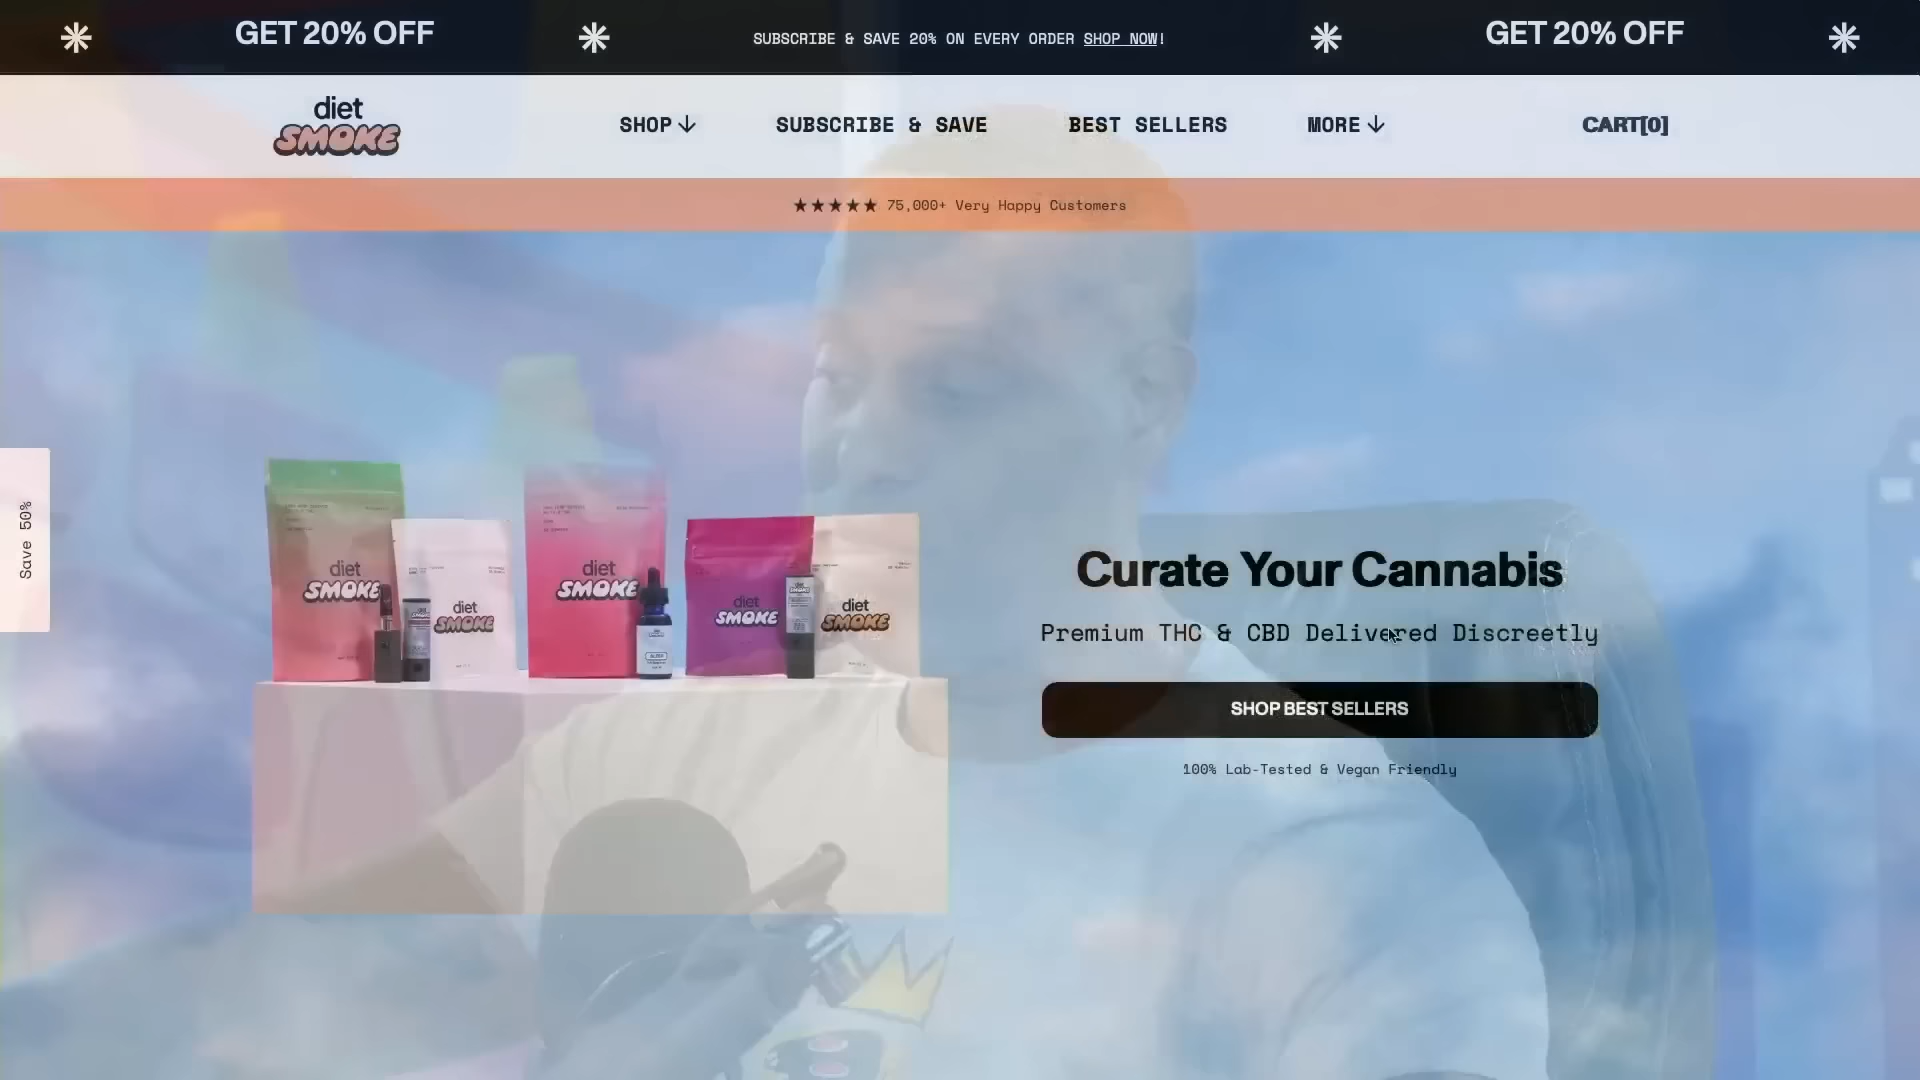 GET 20% OFF
SUBSCRIBE & SAVE 20% ON EVERY ORDER SHOP NOW!
GET 20% OFF
diet
SMOKE
SHOP
SUBSCRIBE & SAVE
BEST SELLERS
MORE
CART[0]
★★★★★ 75,000+ Very Happy Customers
Save 50%
diet
SMOKE
diet
SMOKE
diet
SMOKE
diet
SMOKE
diet
SMOKE
Curate Your Cannabis
Premium THC & CBD Delivered Discreetly
SHOP BEST SELLERS
100% Lab-Tested & Vegan Friendly